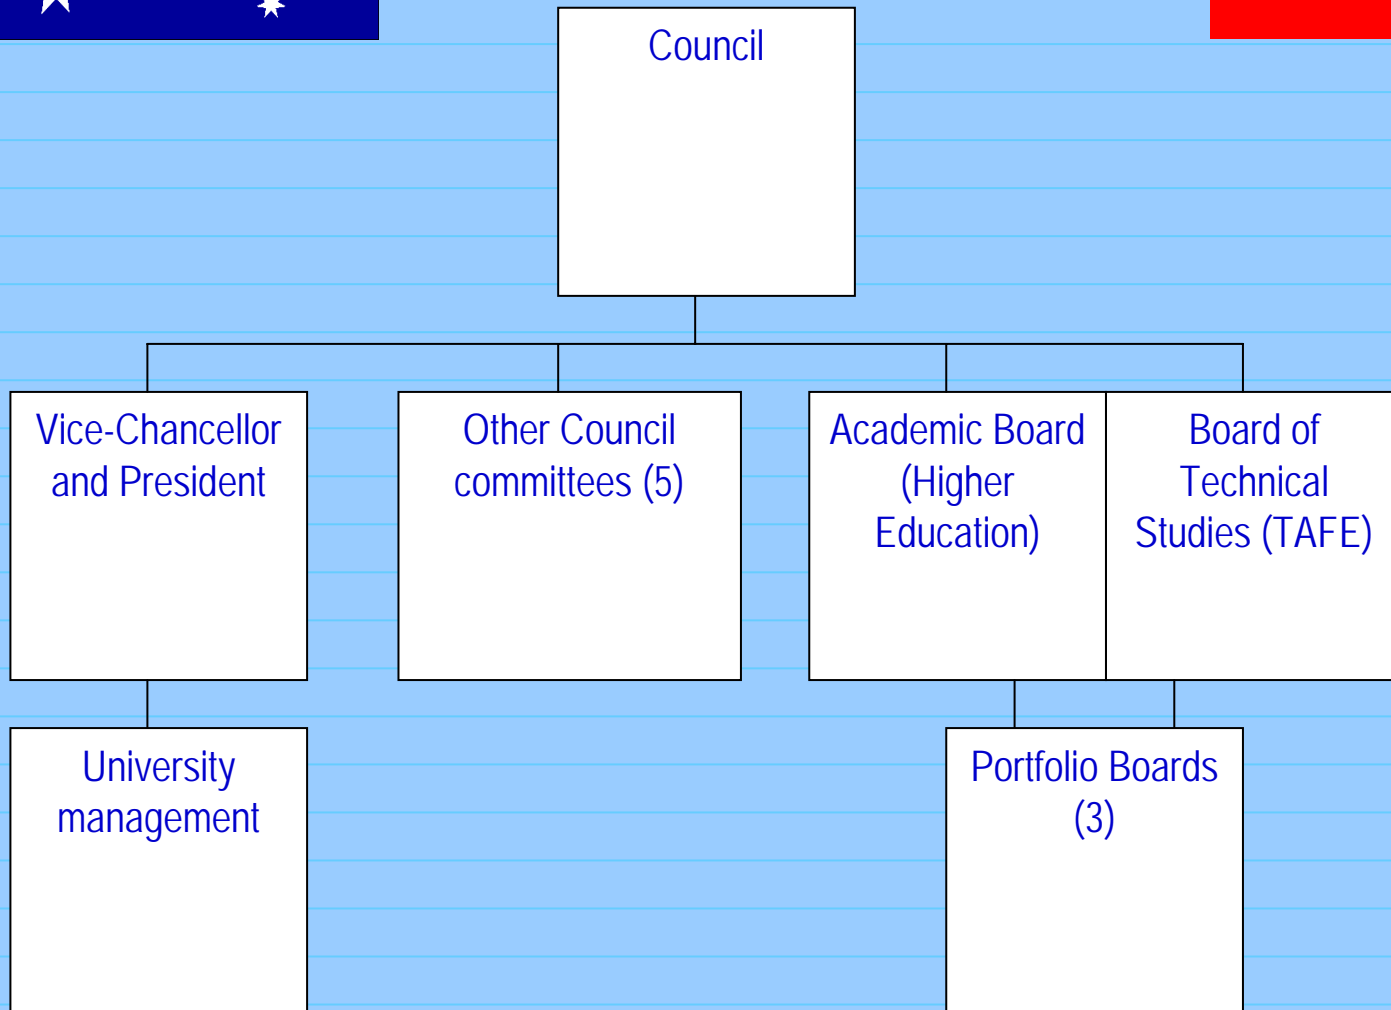 Council
Vice-Chancellor
and President
Other Council
committees (5)
Academic Board
(Higher
Education)
Board of
Technical
Studies (TAFE)
University
management
Portfolio Boards
(3)